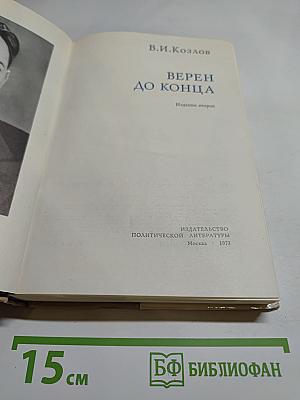 В.И.Козлов
ВЕРЕН
ДО КОНЦА
Издание второе
ИЗДАТЕЛЬСТВО
ПОЛИТИЧЕСКОЙ ЛИТЕРАТУРЫ
Москва · 1973
15 см
БФ БИБЛИОФАН